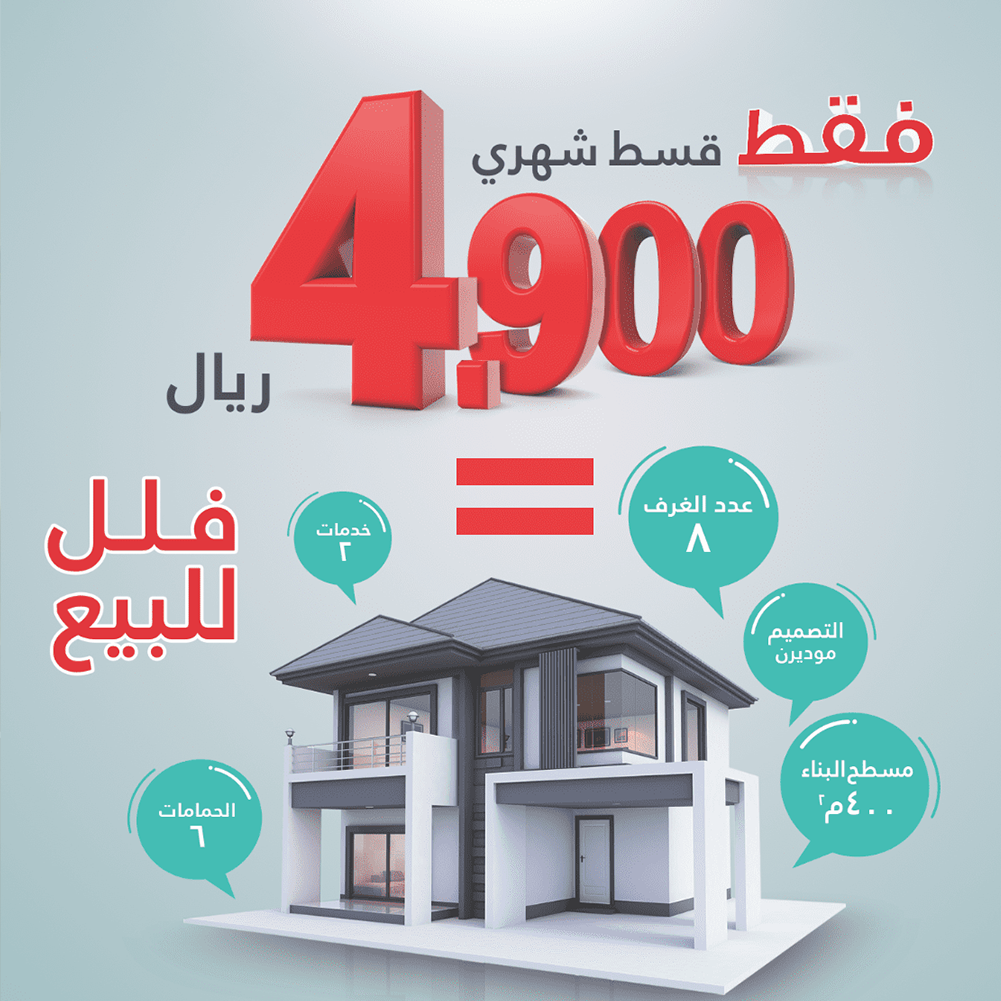 فقط قسط شهري
4.900
ريال
فلل
للبيع
عدد الغرف
٨
خدمات
٢
التصميم
موديرن
مسطح البناء
٤٠٠م٢
الحمامات
٦